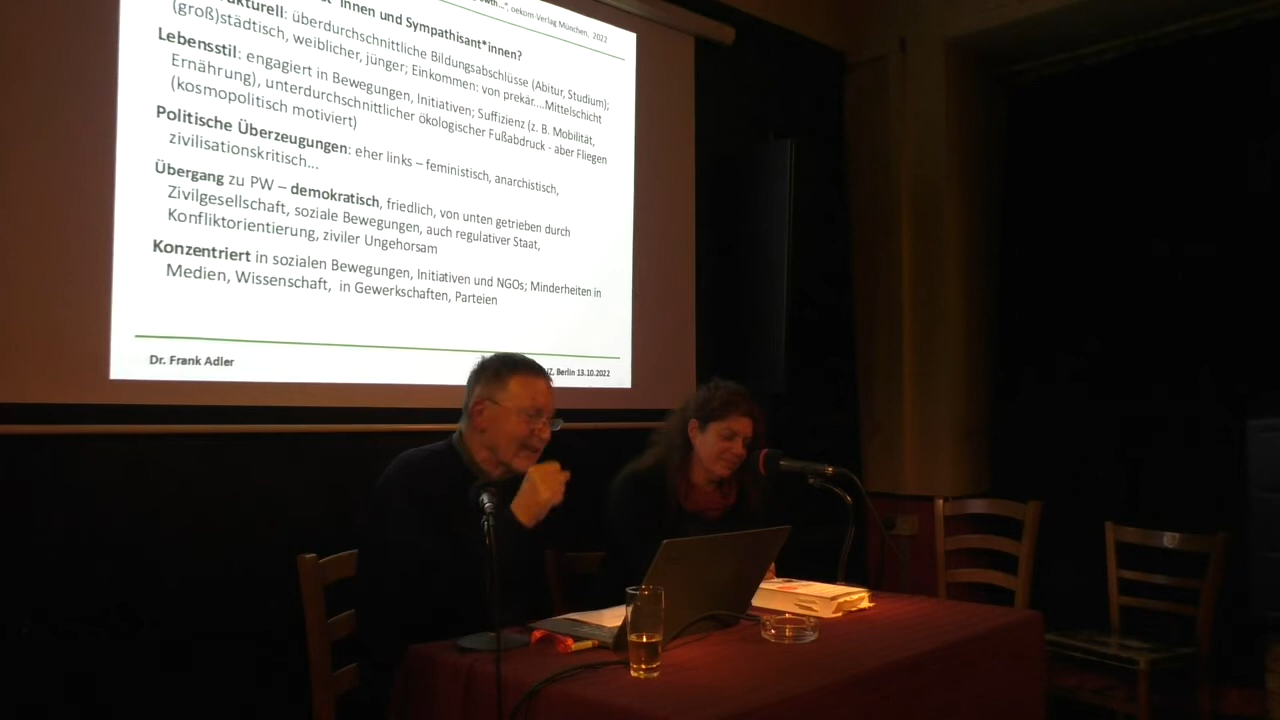 owth...", oekom-Verlag München, 2022
innen und Sympathisant*innen?
rukturell: überdurchschnittliche Bildungsabschlüsse (Abitur, Studium);
(groß)städtisch, weiblicher, jünger; Einkommen: von prekär....Mittelschicht
Lebensstil: engagiert in Bewegungen, Initiativen; Suffizienz (z. B. Mobilität,
Ernährung), unterdurchschnittlicher ökologischer Fußabdruck - aber Fliegen
(kosmopolitisch motiviert)
Politische Überzeugungen: eher links – feministisch, anarchistisch,
zivilisationskritisch...
Übergang zu PW – demokratisch, friedlich, von unten getrieben durch
Zivilgesellschaft, soziale Bewegungen, auch regulativer Staat,
Konfliktorientierung, ziviler Ungehorsam
Konzentriert in sozialen Bewegungen, Initiativen und NGOs; Minderheiten in
Medien, Wissenschaft, in Gewerkschaften, Parteien
Dr. Frank Adler
Berlin 13.10.2022